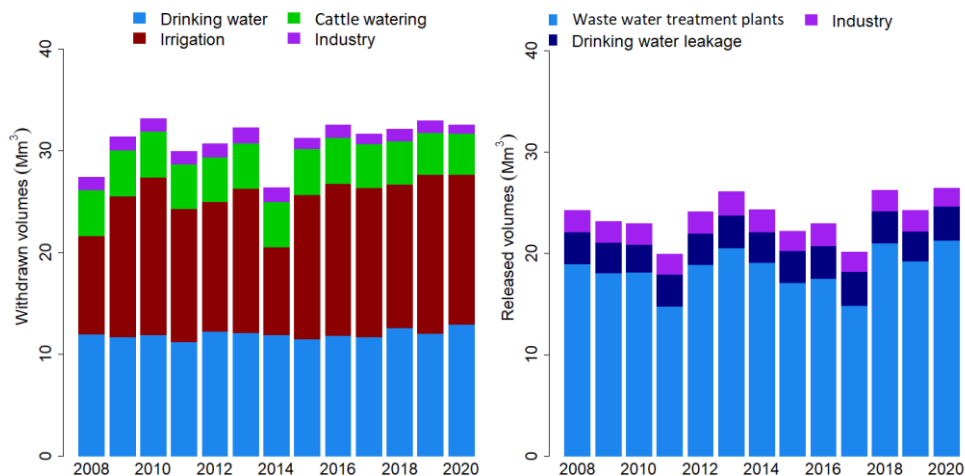 Drinking water Cattle watering
Irrigation Industry
Withdrawn volumes (Mm³)
40
30
20
10
0
2008 2010 2012 2014 2016 2018 2020
Waste water treatment plants Industry
Drinking water leakage
Released volumes (Mm³)
40
30
20
10
0
2008 2010 2012 2014 2016 2018 2020